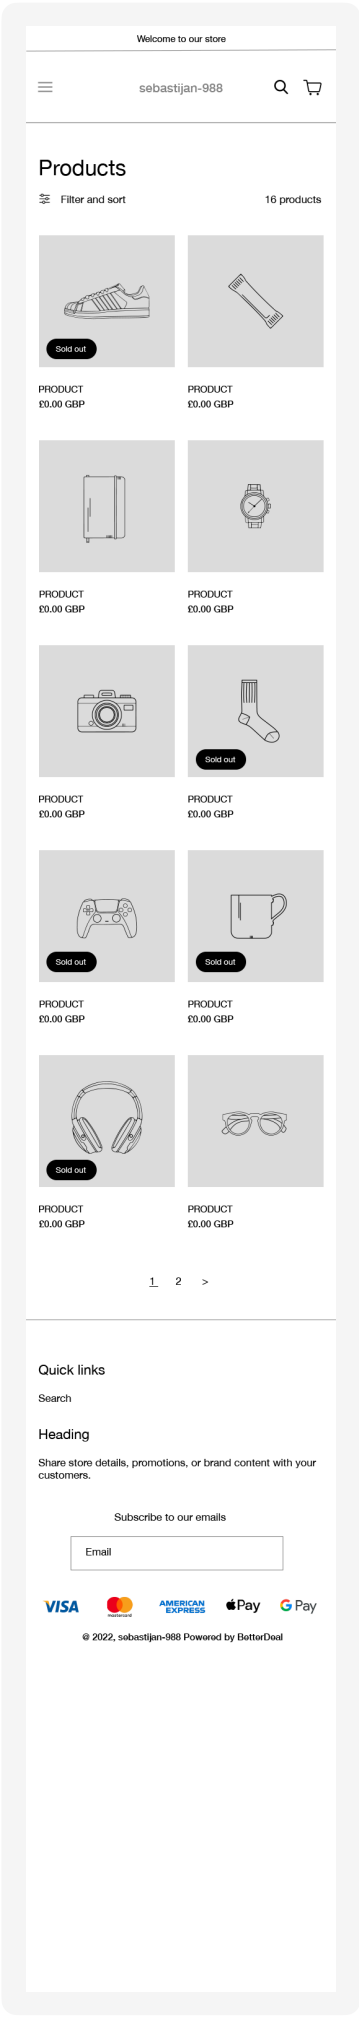 Welcome to our store
sebastijan-988
Products
Filter and sort
16 products
Sold out
PRODUCT
£0.00 GBP
PRODUCT
£0.00 GBP
PRODUCT
£0.00 GBP
PRODUCT
£0.00 GBP
Sold out
PRODUCT
£0.00 GBP
PRODUCT
£0.00 GBP
Sold out
Sold out
PRODUCT
£0.00 GBP
PRODUCT
£0.00 GBP
Sold out
PRODUCT
£0.00 GBP
PRODUCT
£0.00 GBP
1 2 >
Quick links
Search
Heading
Share store details, promotions, or brand content with your
customers.
Subscribe to our emails
Email
VISA
mastercard
AMERICAN
EXPRESS
Pay
G Pay
© 2022, sebastijan-988 Powered by BetterDeal